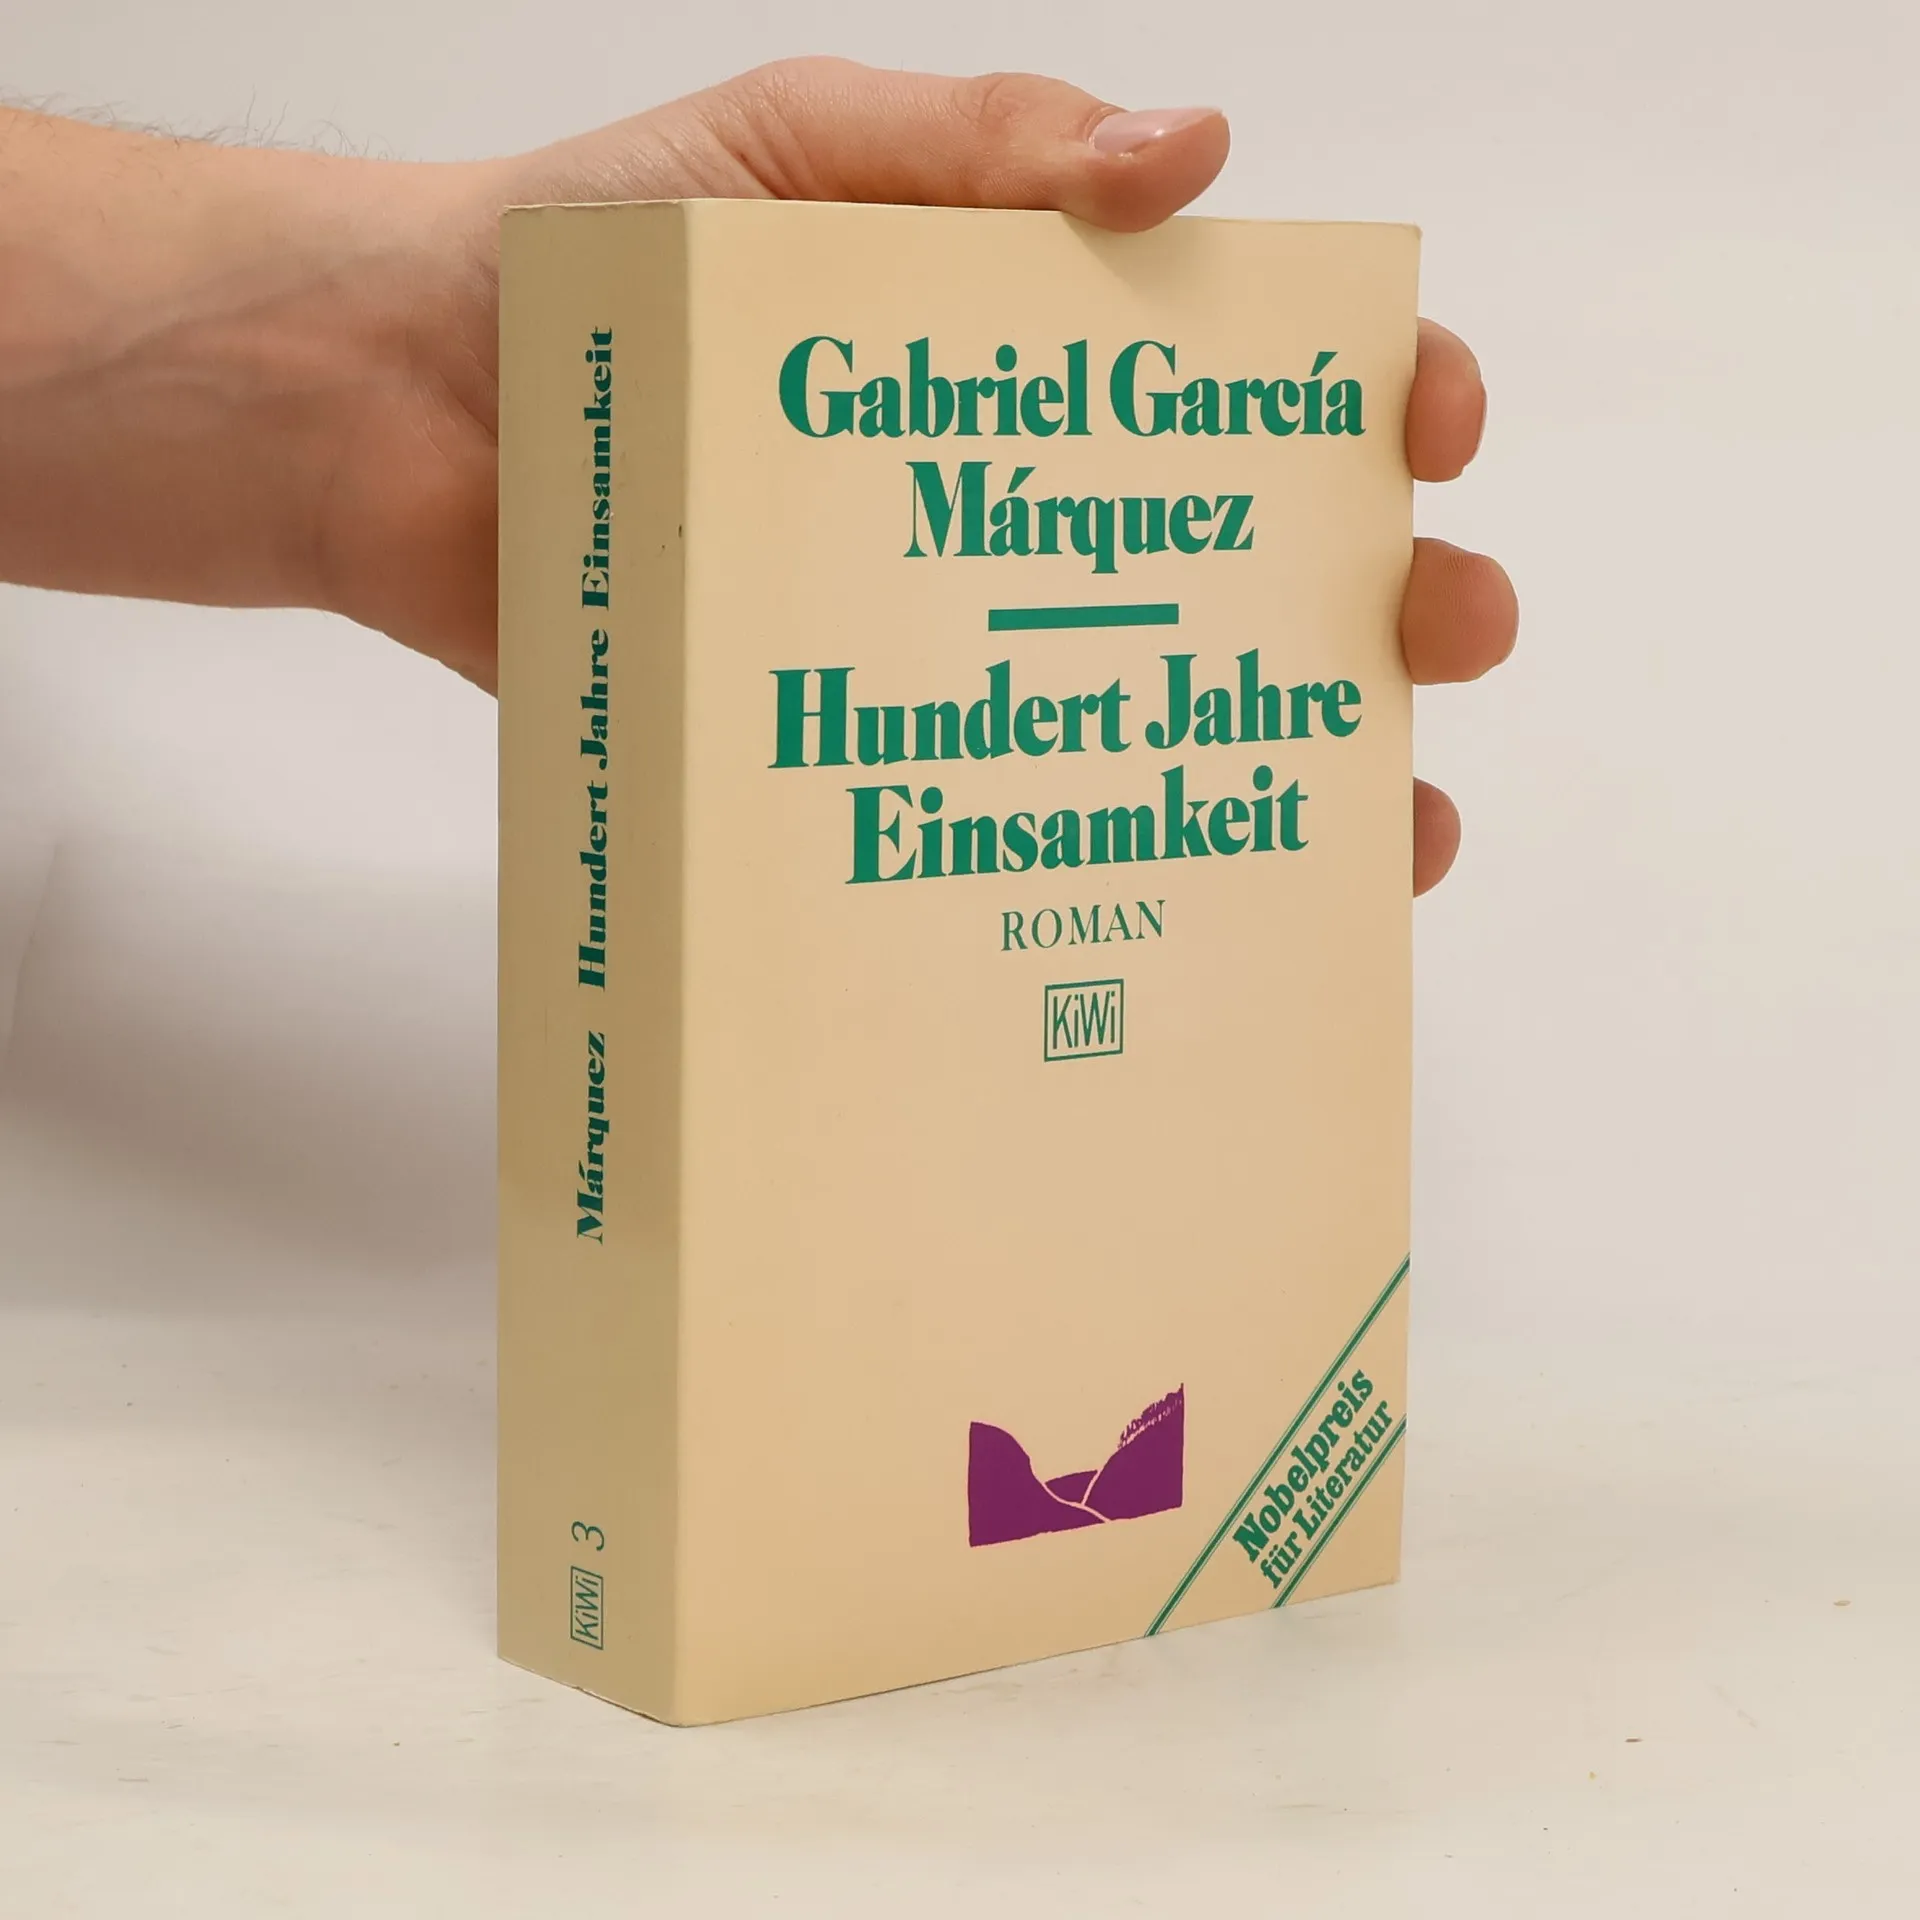 Gabriel García
Márquez
Hundert Jahre
Einsamkeit
ROMAN
KiWi
Nobelpreis
für Literatur
Márquez Hundert Jahre Einsamkeit
KiWi 3